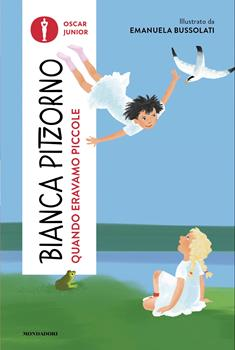 OSCAR
JUNIOR
Illustrato da
EMANUELA BUSSOLATI
BIANCA PITZORNO
QUANDO ERAVAMO PICCOLE
MONDADORI